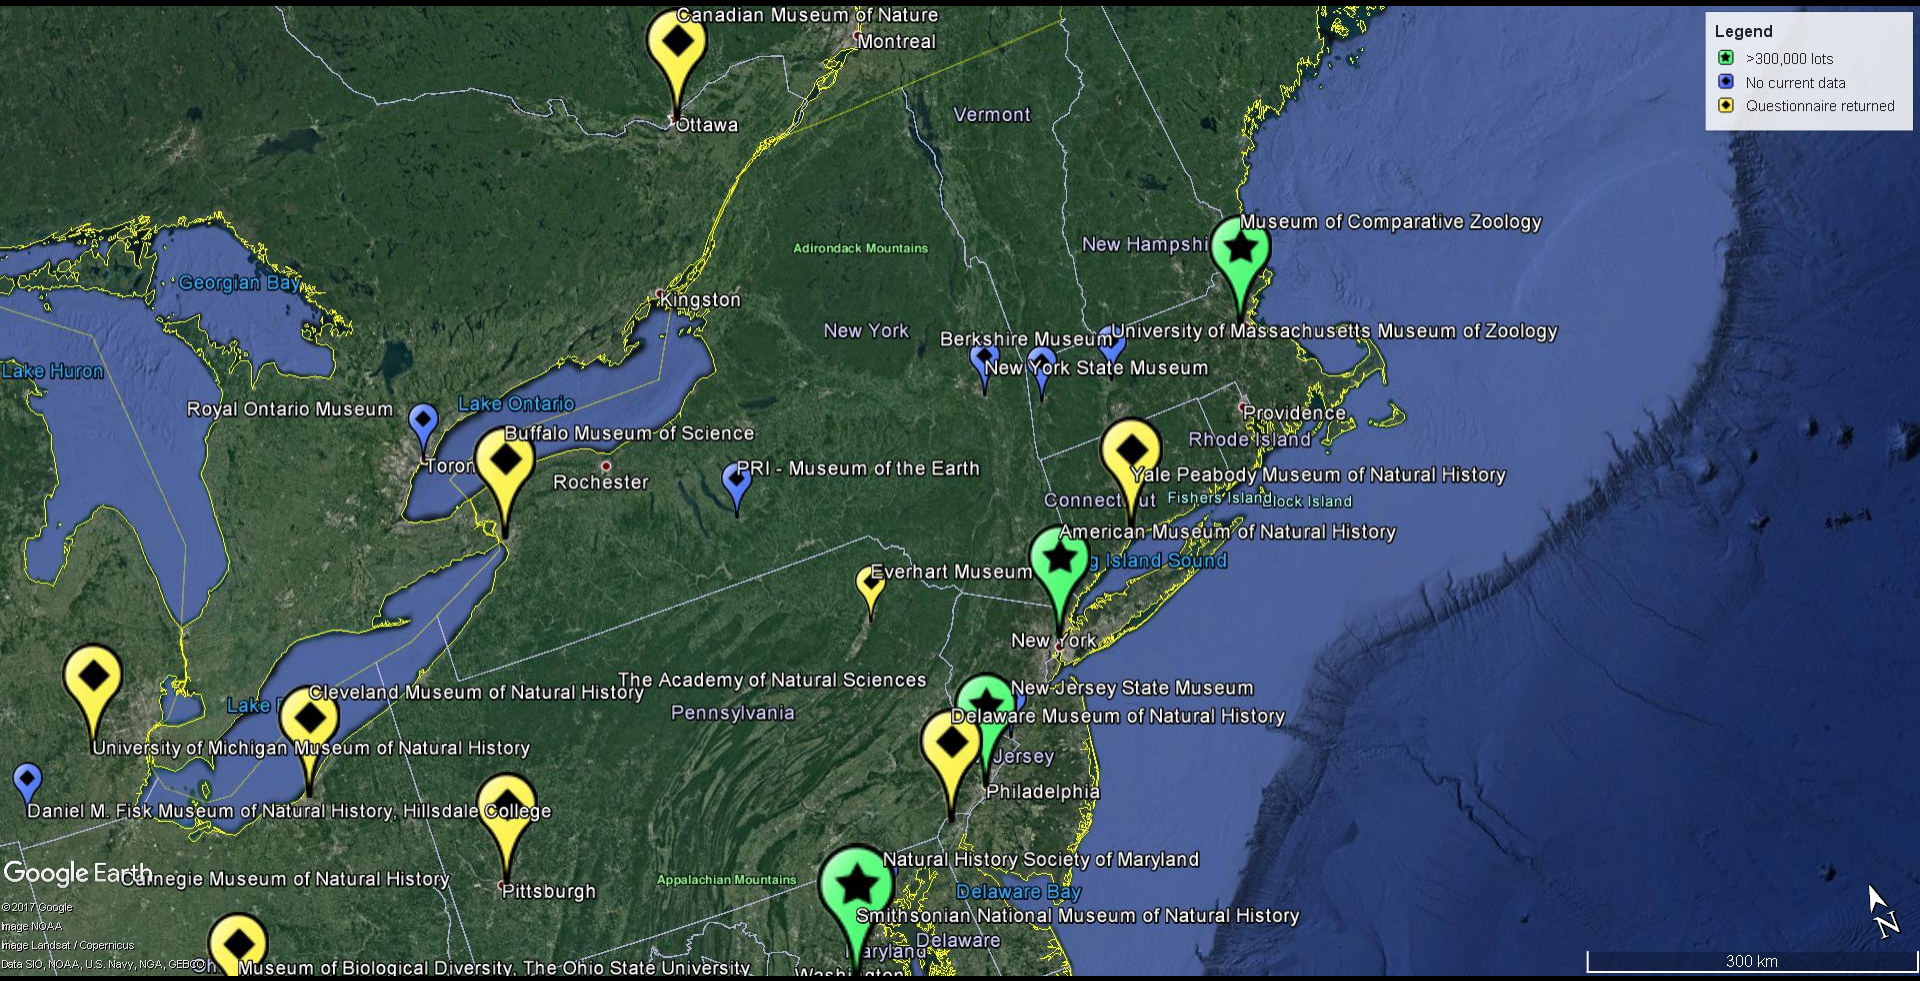 Canadian Museum of Nature
Montreal
Legend
>300,000 lots
No current data
Questionnaire returned
Vermont
Ottawa
Museum of Comparative Zoology
New Hampshi
Adirondack Mountains
Georgian Bay
Kingston
New York
Berkshire Museum
University of Massachusetts Museum of Zoology
New York State Museum
Lake Huron
Royal Ontario Museum
Lake Ontario
Providence
Buffalo Museum of Science
Rhode Island
Toron
Rochester
PRI - Museum of the Earth
Yale Peabody Museum of Natural History
Connect ut
Fishers Island
lock Island
American Museum of Natural History
g Island Sound
Everhart Museum
New York
The Academy of Natural Sciences
New Jersey State Museum
Cleveland Museum of Natural History
Lake
Pennsylvania
Delaware Museum of Natural History
University of Michigan Museum of Natural History
Jersey
Philadelphia
Daniel M. Fisk Museum of Natural History, Hillsdale College
Natural History Society of Maryland
Google Earth
Carnegie Museum of Natural History
Pittsburgh
Appalachian Mountains
Delaware Bay
©2017 Google
Image NOAA
Smithsonian National Museum of Natural History
Image Landsat / Copernicus
Delaware
aryland
Data SIO, NOAA, U.S. Navy, NGA, GEBCO
Museum of Biological Diversity, The Ohio State University
Washington
N
300 km